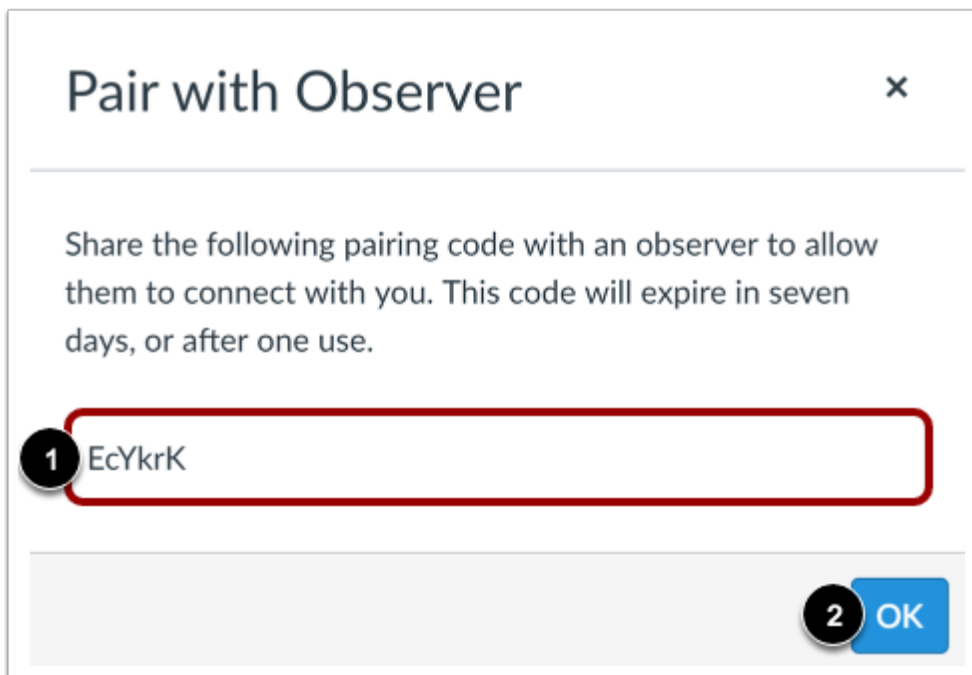 Pair with Observer ×
Share the following pairing code with an observer to allow
them to connect with you. This code will expire in seven
days, or after one use.
1 EcYkrK
2 OK